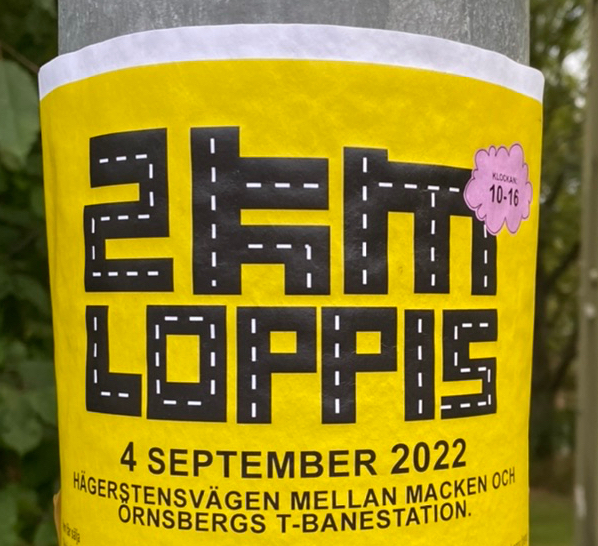 2km
KLOCKAN:
10-16
LOPPIS
4 SEPTEMBER 2022
HÄGERSTENSVÄGEN MELLAN MACKEN OCH
ÖRNSBERGS T-BANESTATION.